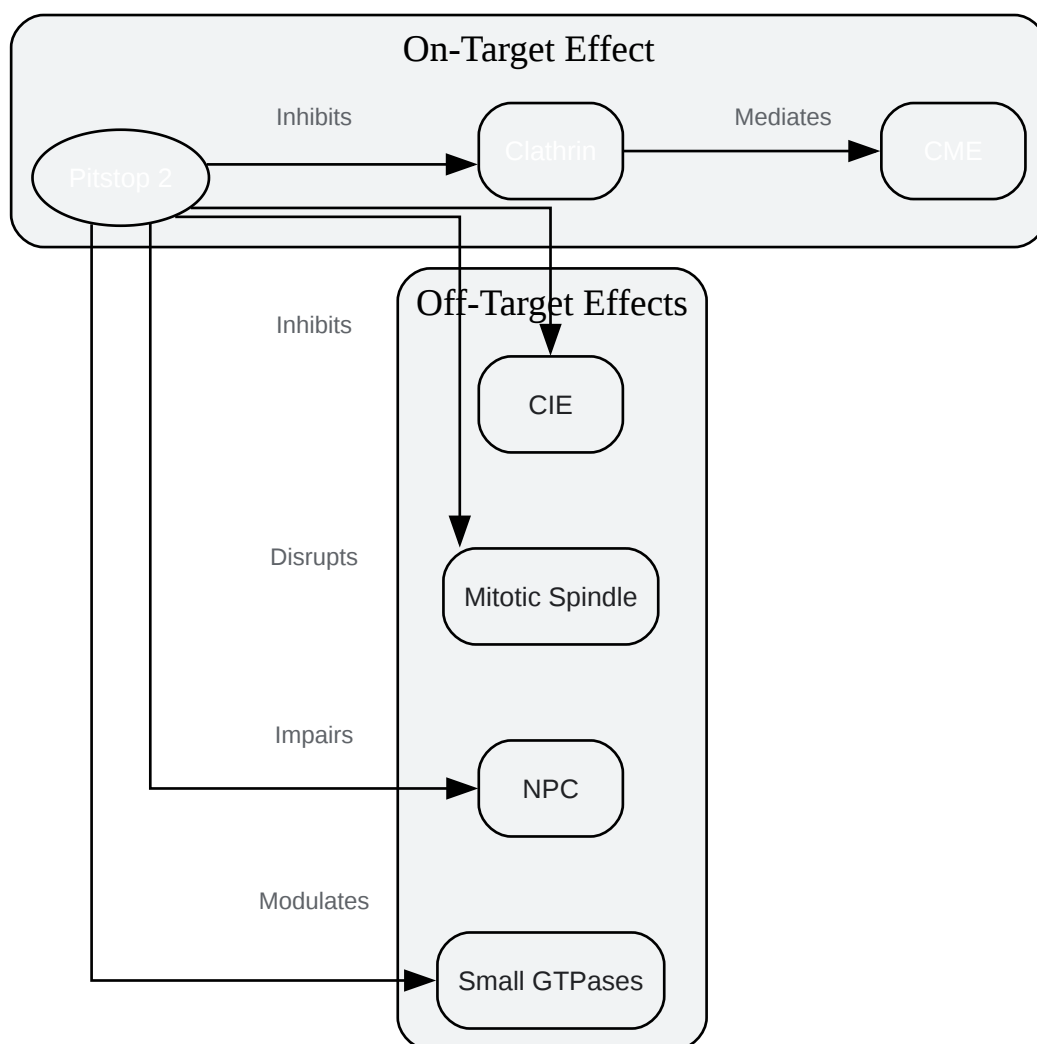 On-Target Effect
Inhibits
Mediates
Pitstop 2
Clathrin
CME
Off-Target Effects
Inhibits
CIE
Disrupts
Mitotic Spindle
Impairs
NPC
Modulates
Small GTPases